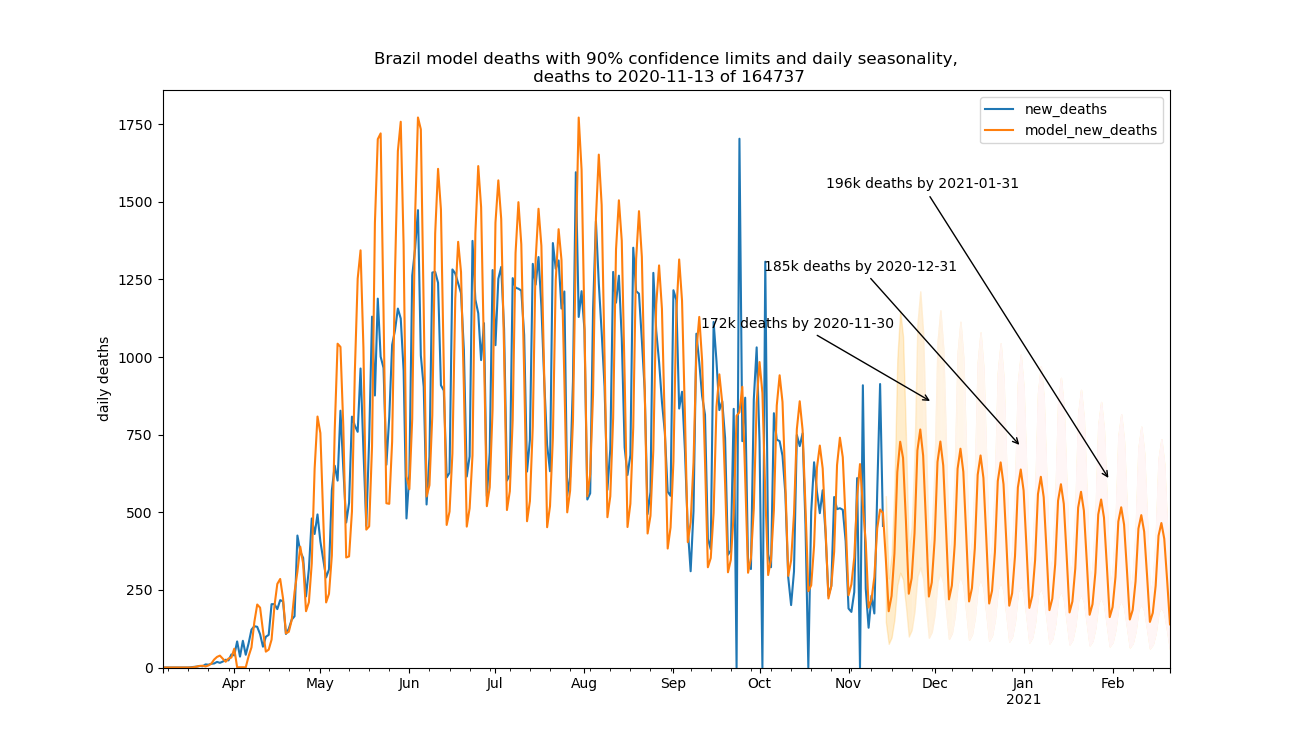 Brazil model deaths with 90% confidence limits and daily seasonality,
deaths to 2020-11-13 of 164737
new_deaths
model_new_deaths
196k deaths by 2021-01-31
185k deaths by 2020-12-31
172k deaths by 2020-11-30
daily deaths
1750
1500
1250
1000
750
500
250
0
Apr May Jun Jul Aug Sep Oct Nov Dec Jan Feb
2021